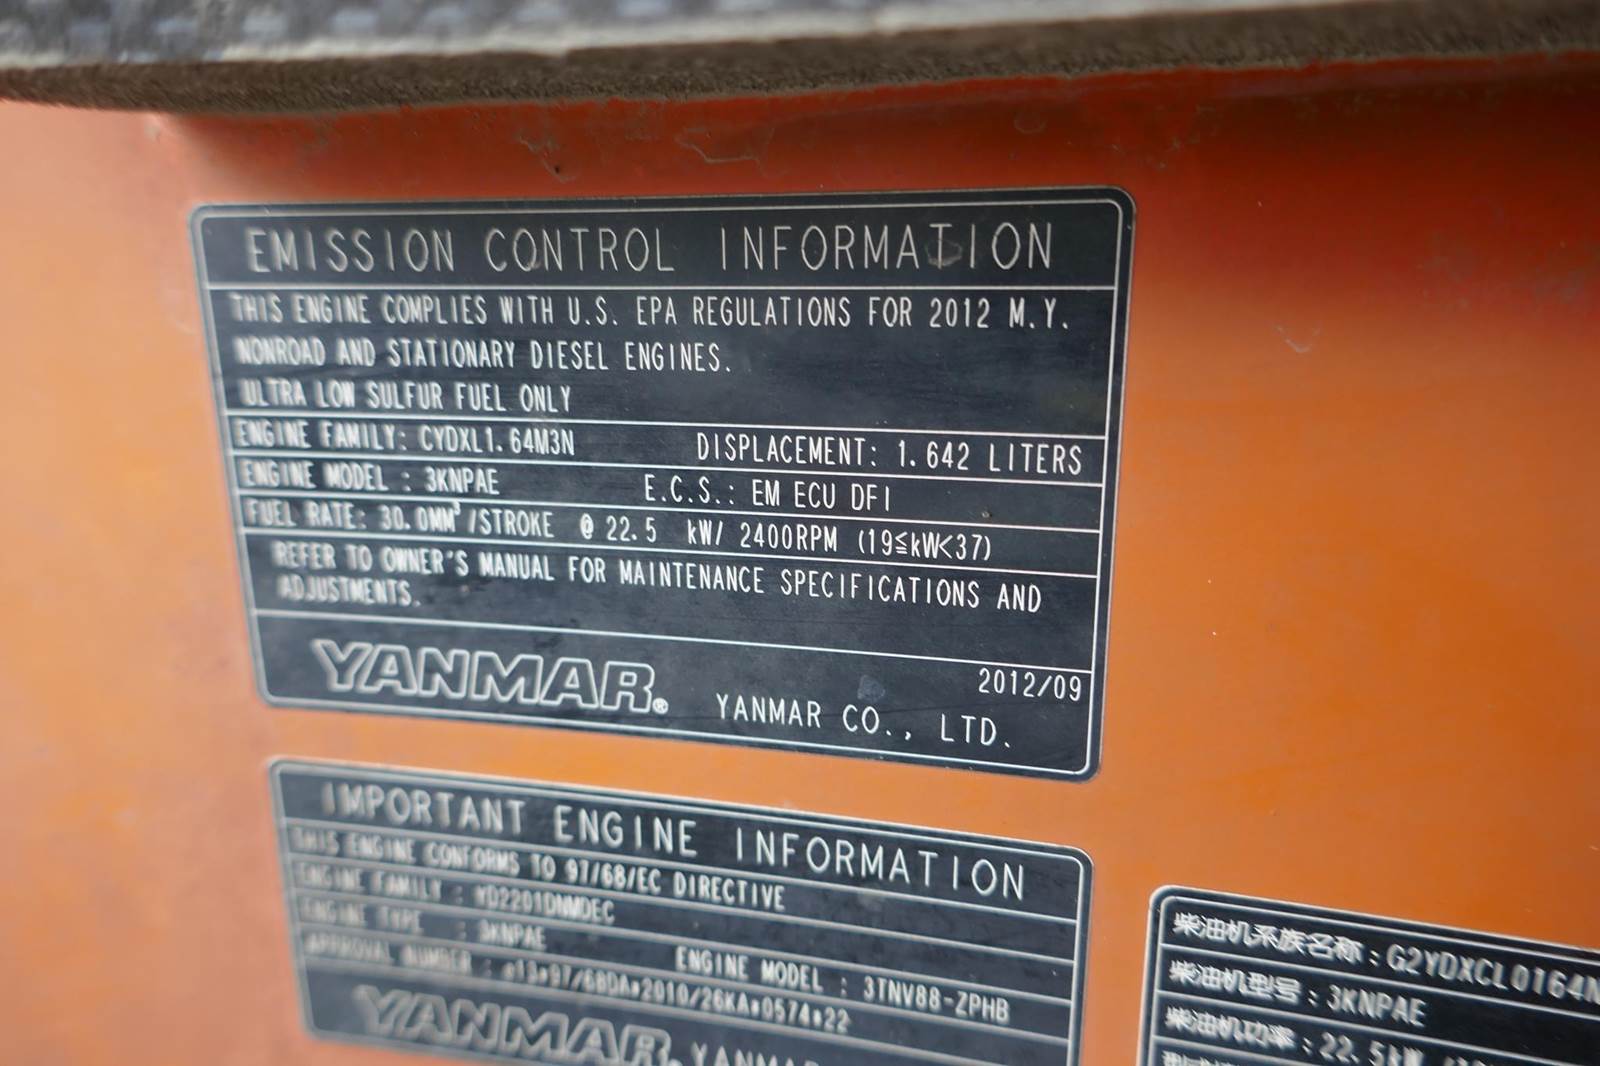 EMISSION CONTROL INFORMATION
THIS ENGINE COMPLIES WITH U.S. EPA REGULATIONS FOR 2012 M.Y.
NONROAD AND STATIONARY DIESEL ENGINES.
ULTRA LOW SULFUR FUEL ONLY
ENGINE FAMILY: CYDXL1.64M3N DISPLACEMENT: 1.642 LITERS
ENGINE MODEL : 3KNPAE E.C.S.: EM ECU DFI
FUEL RATE: 30.0MM³/STROKE @ 22.5 kW/ 2400RPM (19≦kW<37)
REFER TO OWNER'S MANUAL FOR MAINTENANCE SPECIFICATIONS AND
ADJUSTMENTS.
2012/09
YANMAR® YANMAR CO., LTD.
IMPORTANT ENGINE INFORMATION
THIS ENGINE CONFORMS TO 97/68/EC DIRECTIVE
ENGINE FAMILY : YD2201DNMDEC
ENGINE TYPE : 3KNPAE ENGINE MODEL : 3TNV88-ZPHB
APPROVAL NUMBER : e13*97/68DA*2010/26KA*0574*22
YANMAR. YANMAR
柴油机系族名称 : G2YDXCL0164N
柴油机型号 : 3KNPAE
柴油机功率 : 22.5kW